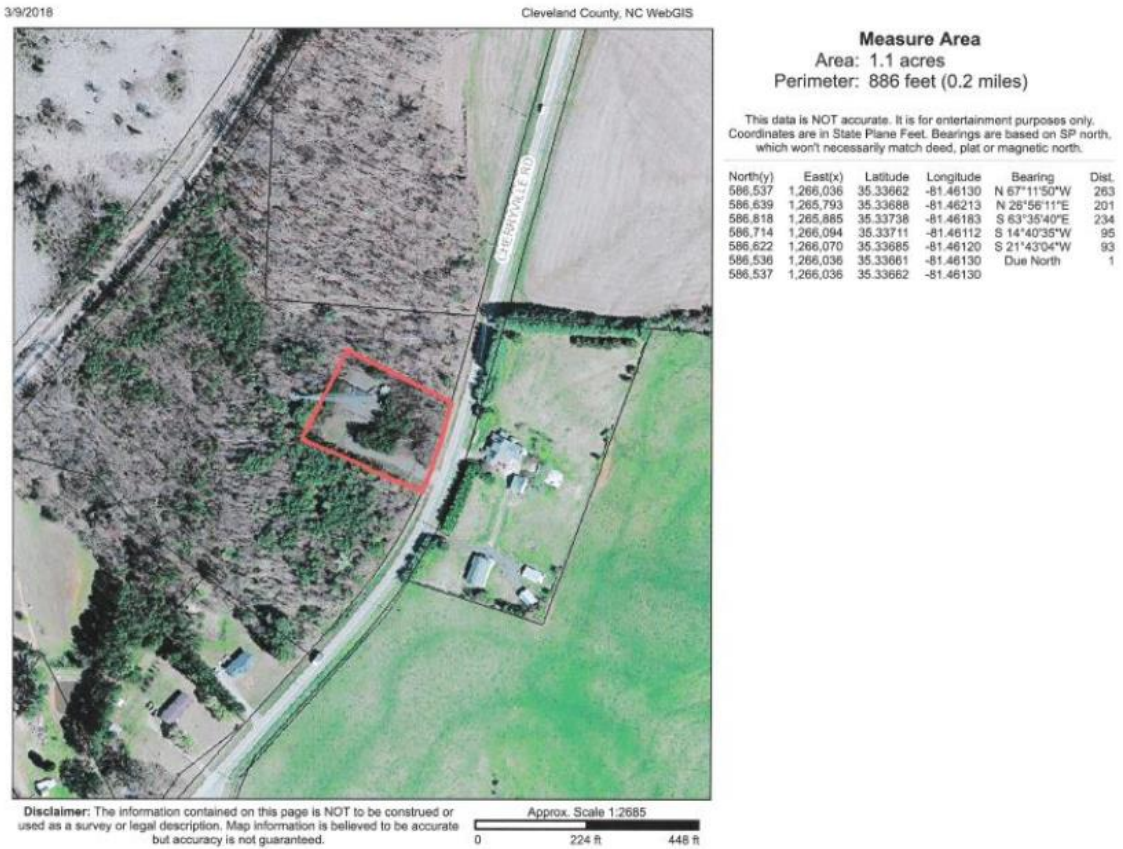 3/9/2018
Cleveland County, NC WebGIS
CHERRYVILLE RD
Measure Area
Area: 1.1 acres
Perimeter: 886 feet (0.2 miles)
This data is NOT accurate. It is for entertainment purposes only.
Coordinates are in State Plane Feet. Bearings are based on SP north,
which won't necessarily match deed, plat or magnetic north.
North(y) East(x) Latitude Longitude Bearing Dist.
586,537 1,266,036 35.33662 -81.46130 N 67°11'50"W 263
586,639 1,265,793 35.33688 -81.46213 N 26°56'11"E 201
586,818 1,265,885 35.33738 -81.46183 S 63°35'40"E 234
586,714 1,266,094 35.33711 -81.46112 S 14°40'35"W 95
586,622 1,266,070 35.33685 -81.46120 S 21°43'04"W 93
586,536 1,266,036 35.33661 -81.46130 Due North 1
586,537 1,266,036 35.33662 -81.46130
Disclaimer: The information contained on this page is NOT to be construed or
used as a survey or legal description. Map information is believed to be accurate
but accuracy is not guaranteed.
Approx. Scale 1:2685
0 224 ft 448 ft